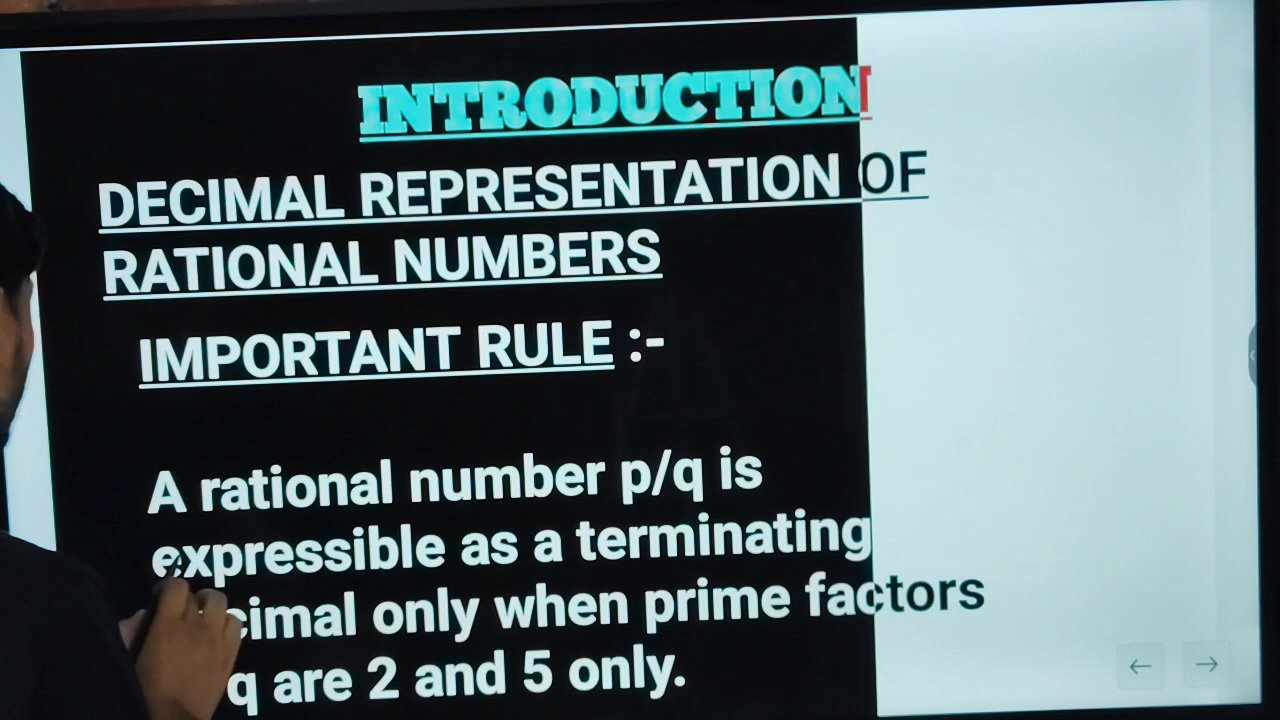 INTRODUCTION
DECIMAL REPRESENTATION OF
RATIONAL NUMBERS
IMPORTANT RULE :-
A rational number p/q is
expressible as a terminating
cimal only when prime factors
q are 2 and 5 only.